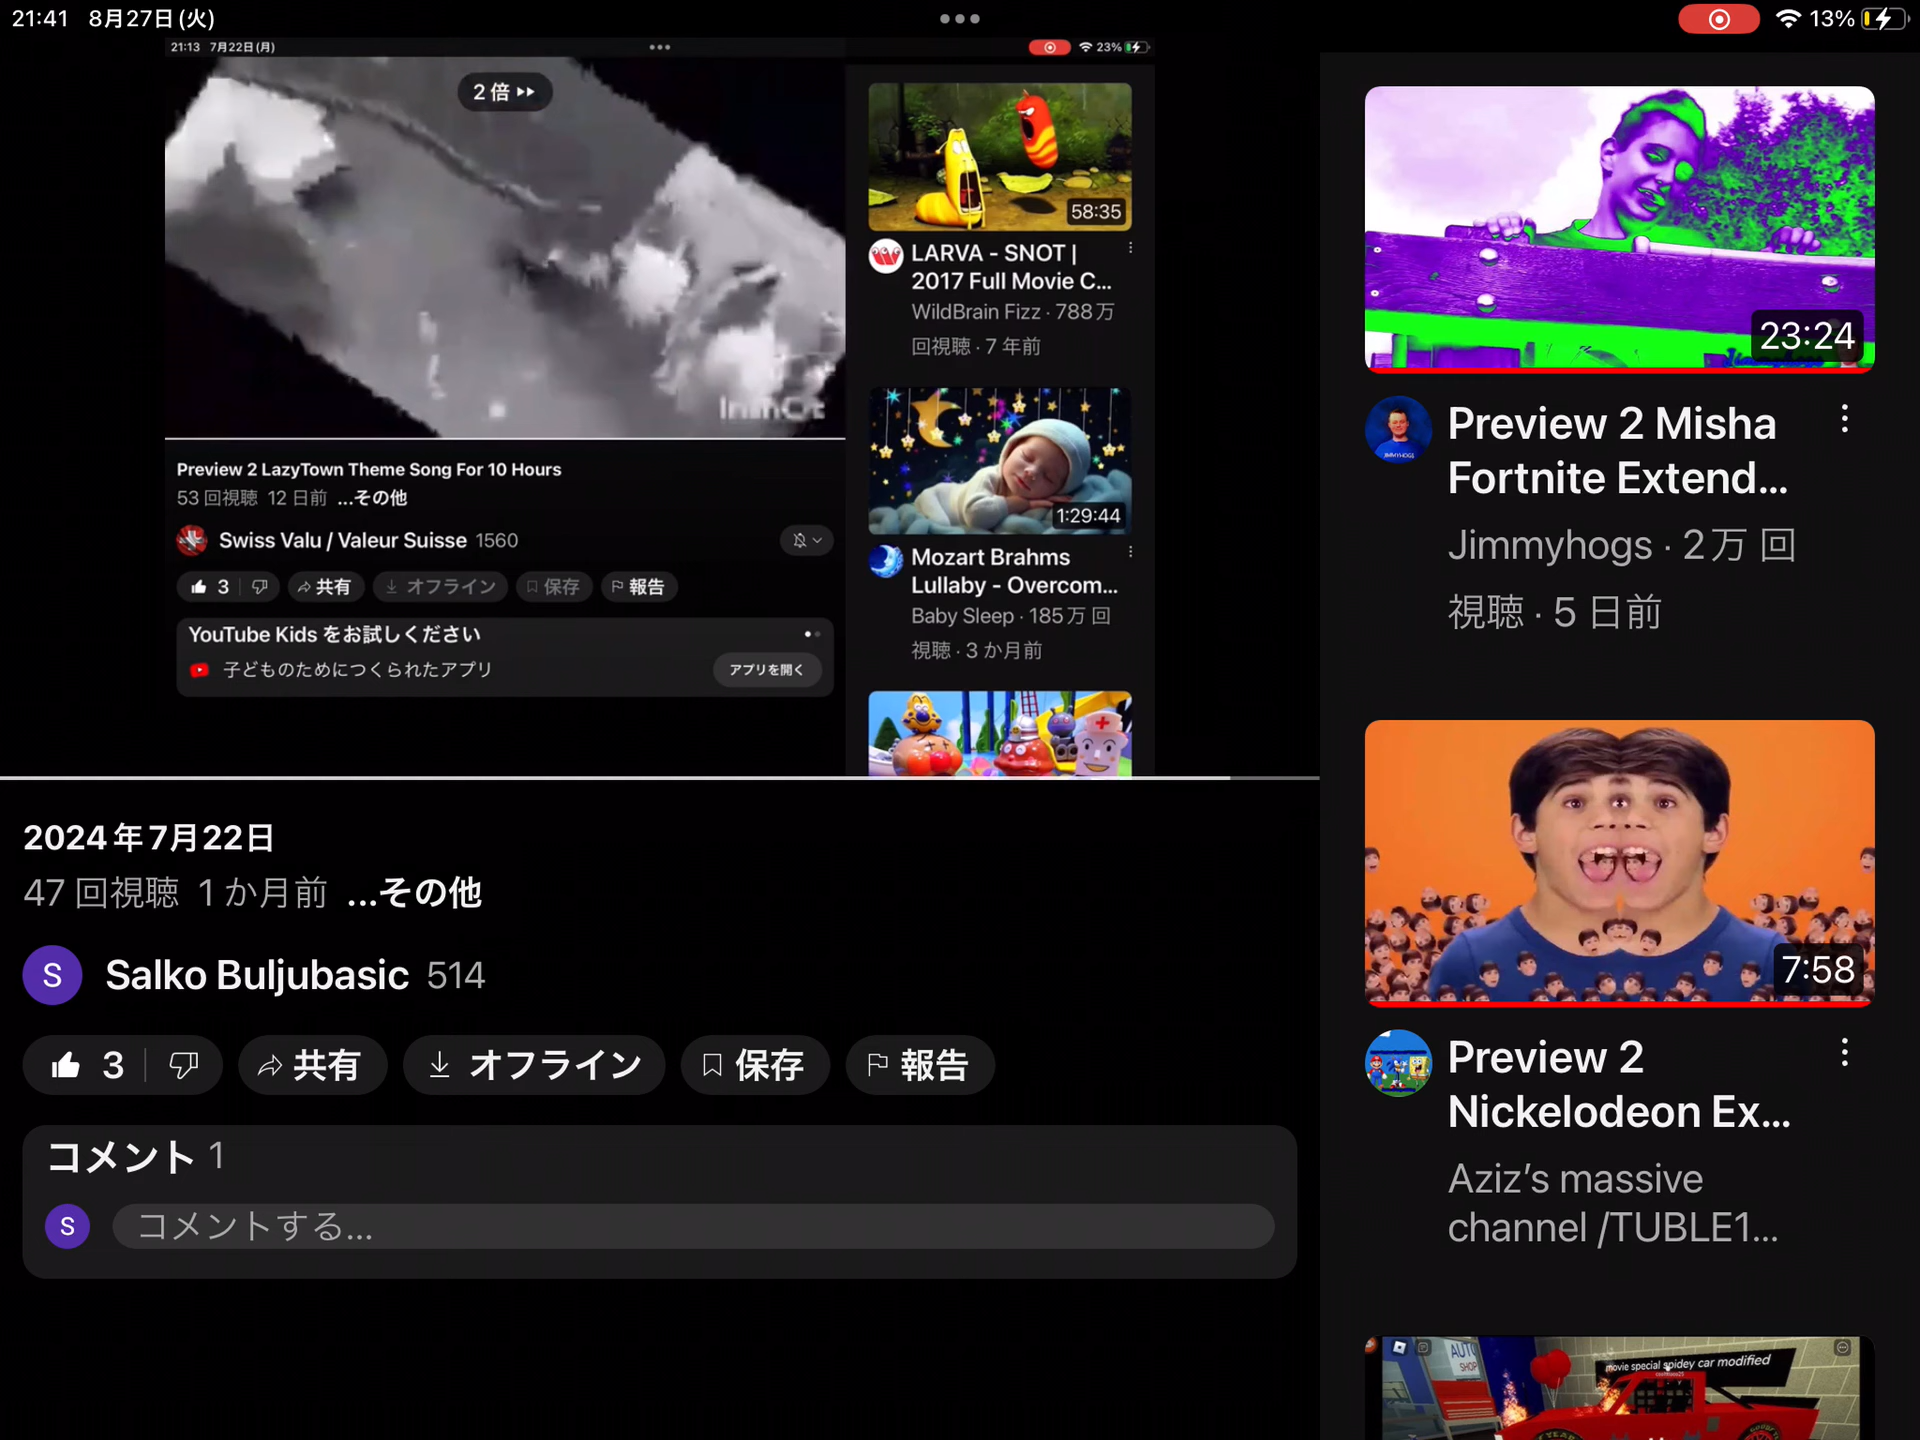 21:41 8月27日(火)
13%
21:13 7月22日(月)
23%
2倍
58:35
LARVA - SNOT |
2017 Full Movie C...
WildBrain Fizz · 788万
回視聴 · 7 年前
1:29:44
Mozart Brahms
Lullaby - Overcom...
Baby Sleep · 185万 回
視聴 · 3 か月前
Preview 2 LazyTown Theme Song For 10 Hours
53 回視聴 12 日前 ...その他
Swiss Valu / Valeur Suisse 1560
3
共有
オフライン
保存
報告
YouTube Kids をお試しください
子どものためにつくられたアプリ
アプリを開く
2024年7月22日
47 回視聴 1 か月前 ...その他
S
Salko Buljubasic 514
3
共有
オフライン
保存
報告
コメント 1
S
コメントする...
23:24
JIMMYHOGS
Preview 2 Misha
Fortnite Extend...
Jimmyhogs · 2万 回
視聴 · 5 日前
7:58
Preview 2
Nickelodeon Ex...
Aziz's massive
channel /TUBLE1...
AUTO
SHOP
movie special spidey car modified